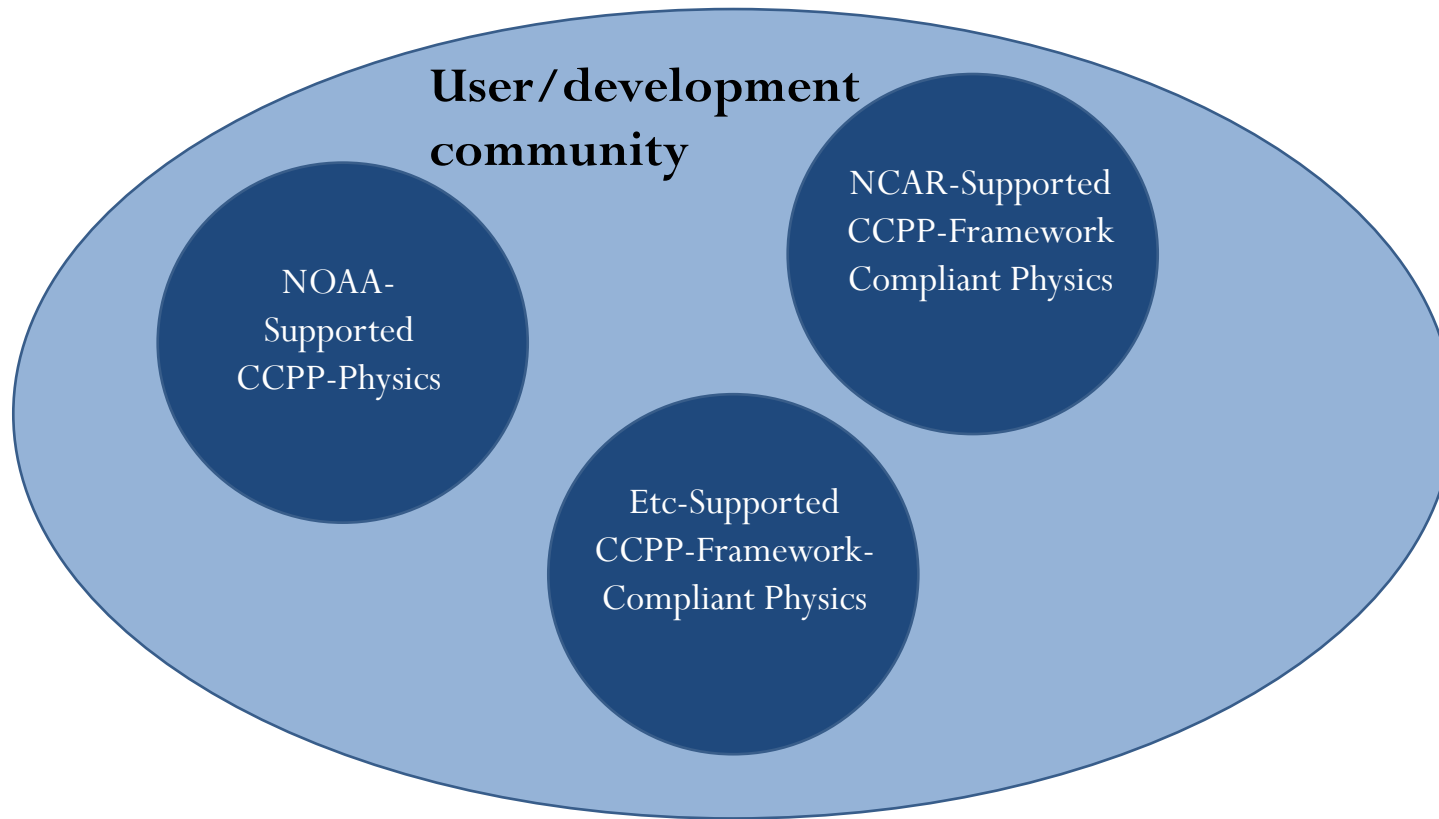 User/development
community
NOAA-
Supported
CCPP-Physics
NCAR-Supported
CCPP-Framework
Compliant Physics
Etc-Supported
CCPP-Framework-
Compliant Physics